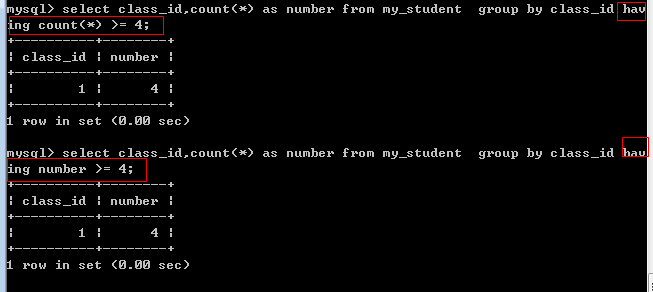 mysql> select class_id,count(*) as number from my_student  group by class_id hav
ing count(*) >= 4;
+----------+--------+
¦ class_id ¦ number ¦
+----------+--------+
¦        1 ¦      4 ¦
+----------+--------+
1 row in set (0.00 sec)
mysql> select class_id,count(*) as number from my_student  group by class_id hav
ing number >= 4;
+----------+--------+
¦ class_id ¦ number ¦
+----------+--------+
¦        1 ¦      4 ¦
+----------+--------+
1 row in set (0.00 sec)